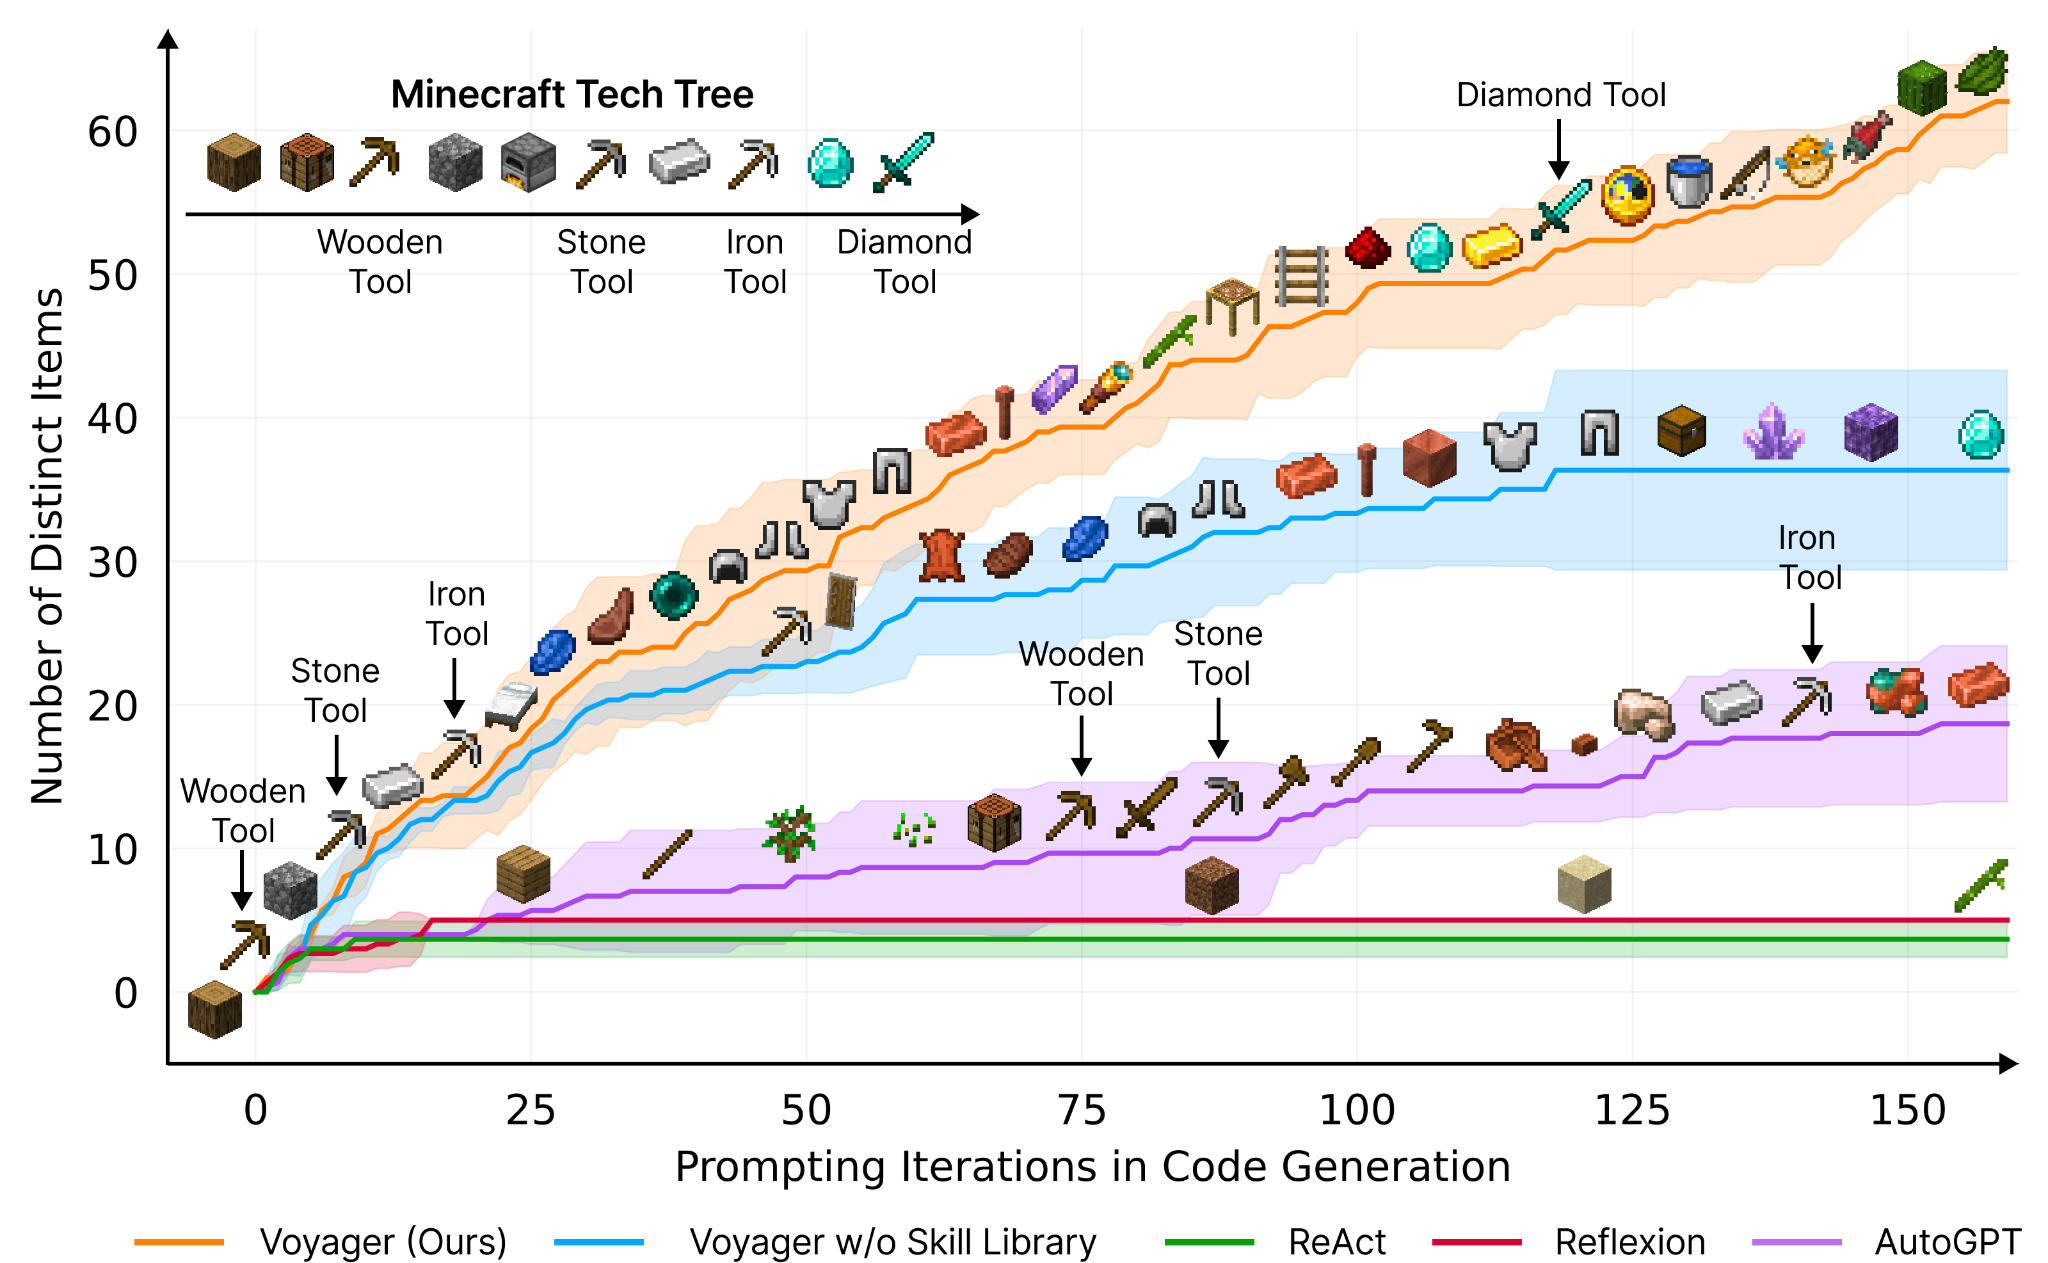 Minecraft Tech Tree
Wooden
Tool
Stone
Tool
Iron
Tool
Diamond
Tool
Diamond Tool
Iron
Tool
Stone
Tool
Wooden
Tool
Wooden
Tool
Stone
Tool
Iron
Tool
Number of Distinct Items
60
50
40
30
20
10
0
0 25 50 75 100 125 150
Prompting Iterations in Code Generation
Voyager (Ours) Voyager w/o Skill Library ReAct Reflexion AutoGPT